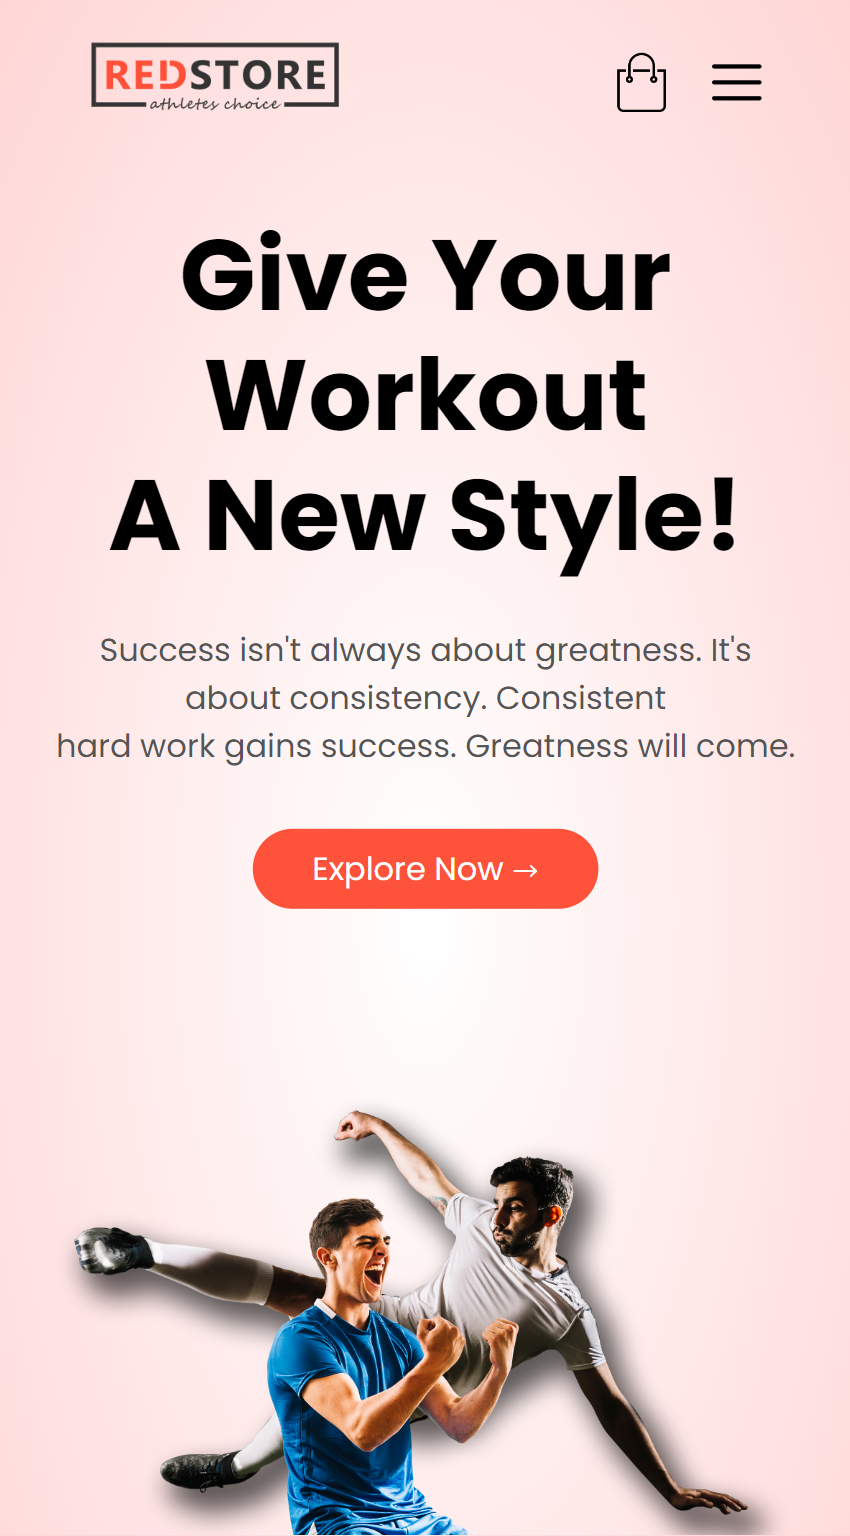 REDSTORE
athletes choice
Give Your
Workout
A New Style!
Success isn't always about greatness. It's
about consistency. Consistent
hard work gains success. Greatness will come.
Explore Now →